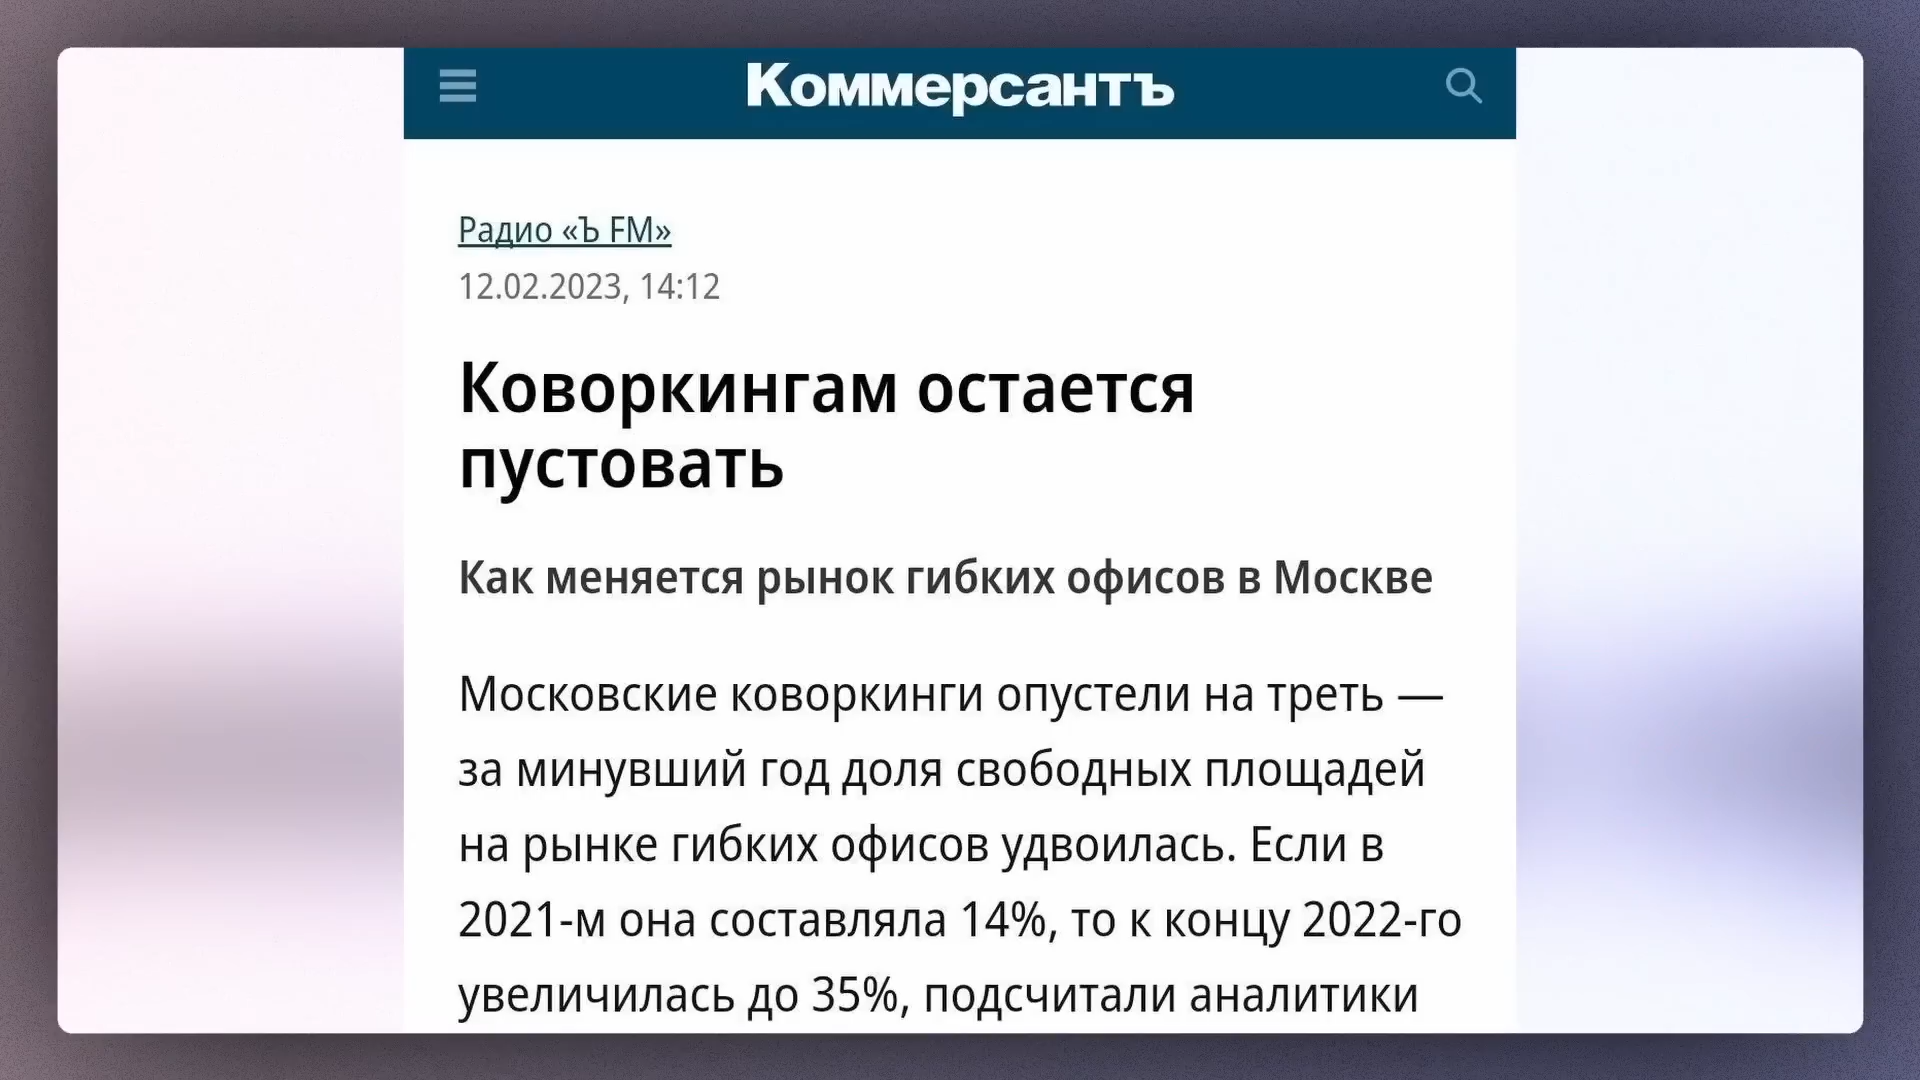 Коммерсантъ
Радио «Ъ FM»
12.02.2023, 14:12
Коворкингам остается
пустовать
Как меняется рынок гибких офисов в Москве
Московские коворкинги опустели на треть —
за минувший год доля свободных площадей
на рынке гибких офисов удвоилась. Если в
2021-м она составляла 14%, то к концу 2022-го
увеличилась до 35%, подсчитали аналитики